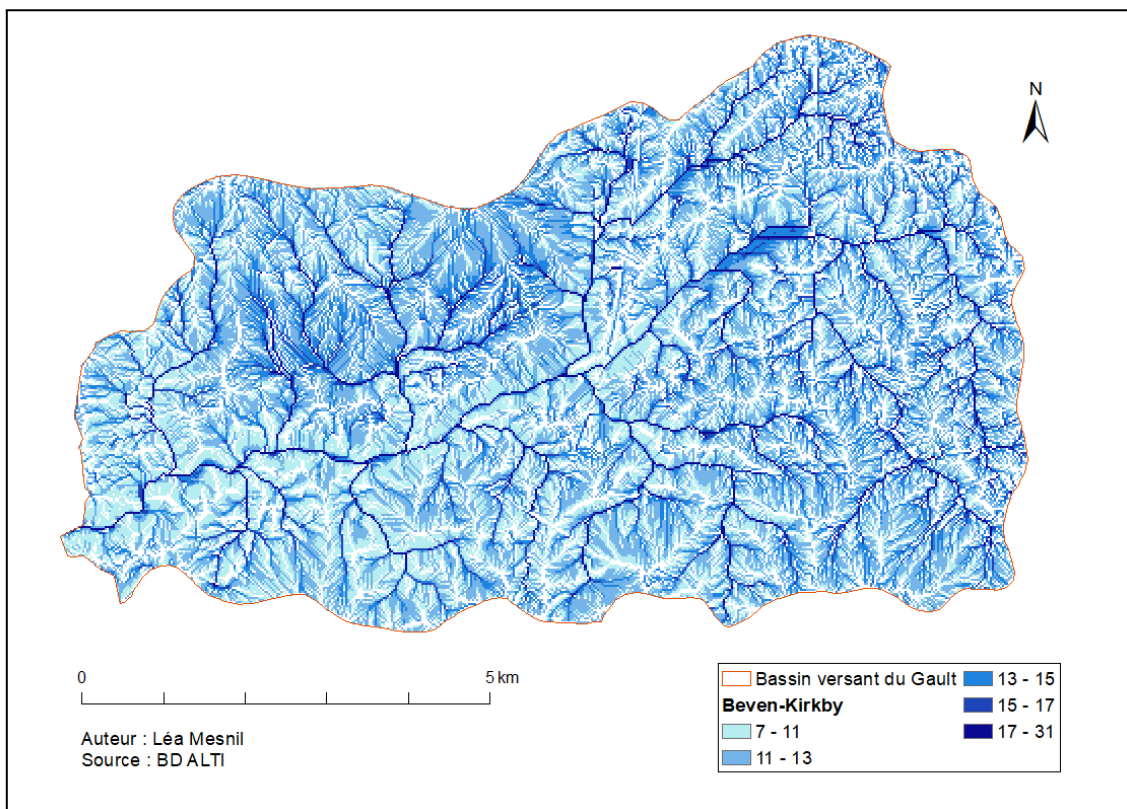 N
0 5 km
Auteur : Léa Mesnil
Source : BD ALTI
Bassin versant du Gault
Beven-Kirkby
7 - 11
11 - 13
13 - 15
15 - 17
17 - 31